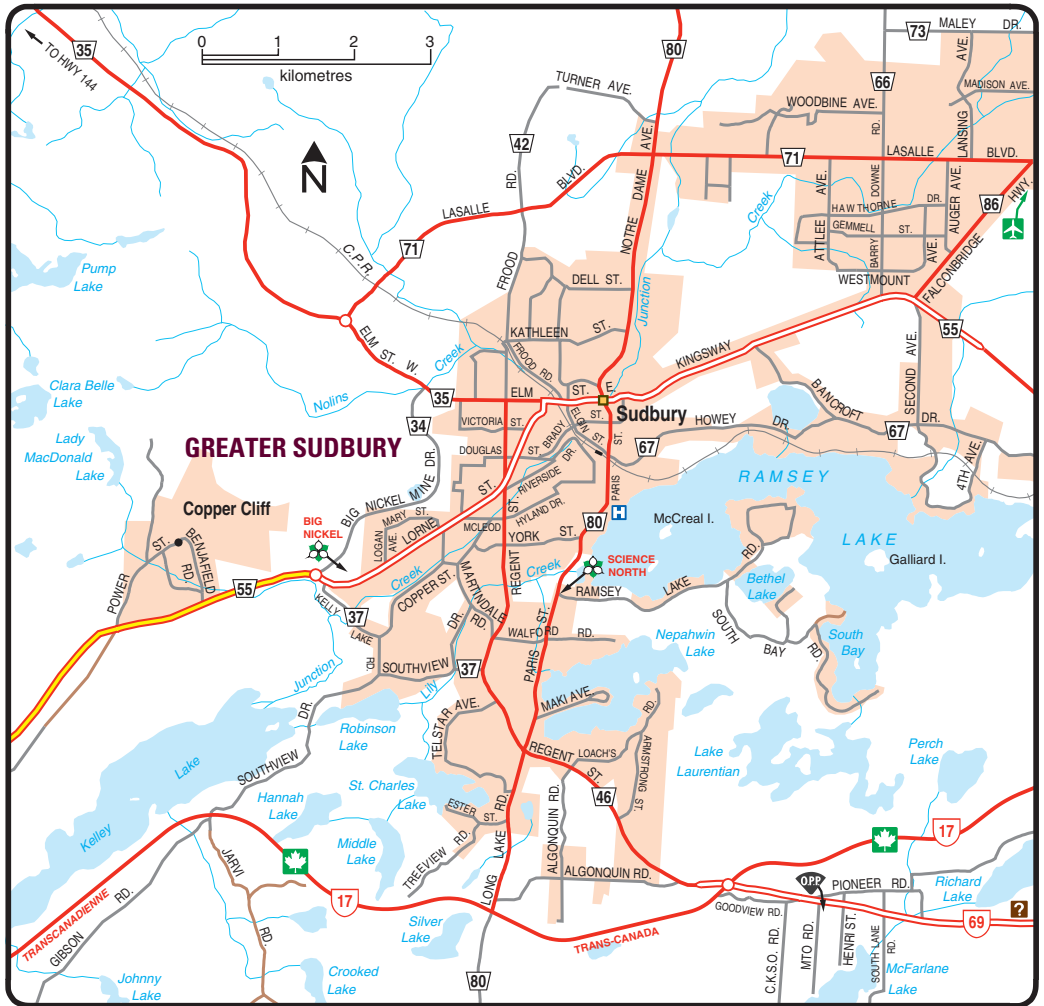 73
MALEY DR.
35
TO HWY 144
0 1 2 3
kilometres
80
TURNER AVE.
66
AVE.
MADISON AVE.
WOODBINE AVE.
RD.
LANSING
42
RD.
71
LASALLE BLVD.
N
BLVD.
LASALLE
AVE.
NOTRE DAME
Creek
AVE.
DOWNE
HAWTHORNE DR.
GEMMELL ST.
ATTLEE
BARRY
AVE.
AUGER AVE.
86
HWY.
WESTMOUNT
FALCONBRIDGE
C.P.R.
71
FROOD
Pump
Lake
DELL ST.
Junction
KATHLEEN ST.
FROOD RD.
KINGSWAY
55
ELM ST. W.
Creek
Nolins
Clara Belle
Lake
35
ELM ST. E.
Sudbury
SECOND AVE.
BANCROFT DR.
34
VICTORIA ST.
ELGIN ST.
ST.
ST.
BRADY
HOWEY DR.
67
67
Lady
MacDonald
Lake
GREATER SUDBURY
DOUGLAS ST.
RIVERSIDE DR.
4TH AVE.
RAMSEY
LAKE
BIG NICKEL MINE DR.
Copper Cliff
BIG
NICKEL
MARY ST.
LOGAN AVE.
LORNE ST.
MCLEOD
ST.
HYLAND DR.
YORK ST.
PARIS
H
80
McCreal I.
Galliard I.
ST.
BENJAFIELD RD.
POWER
55
SCIENCE
NORTH
KELLY LAKE RD.
37
Creek
COPPER ST.
MARTINDALE RD.
REGENT
Creek
RAMSEY LAKE RD.
Bethel
Lake
SOUTH BAY RD.
South
Bay
DR.
WALFORD RD.
ST.
PARIS
Nepahwin
Lake
SOUTHVIEW
37
Junction
Lily
DR.
MAKI AVE.
Robinson
Lake
TELSTAR AVE.
RD.
Lake
SOUTHVIEW
REGENT ST.
LOACH'S
ARMSTRONG ST.
Lake
Laurentian
Perch
Lake
St. Charles
Lake
Hannah
Lake
ESTER ST.
46
Kelley
Middle
Lake
TREEVIEW RD.
LONG LAKE RD.
ALGONQUIN RD.
ALGONQUIN RD.
17
JARVI RD.
17
O.P.P.
PIONEER RD.
Richard
Lake
GOODVIEW RD.
69
?
TRANSCANADIENNE
GIBSON RD.
Silver
Lake
TRANS-CANADA
C.K.S.O. RD.
MTO RD.
HENRI ST.
SOUTH LANE RD.
McFarlane
Lake
Johnny
Lake
Crooked
Lake
80